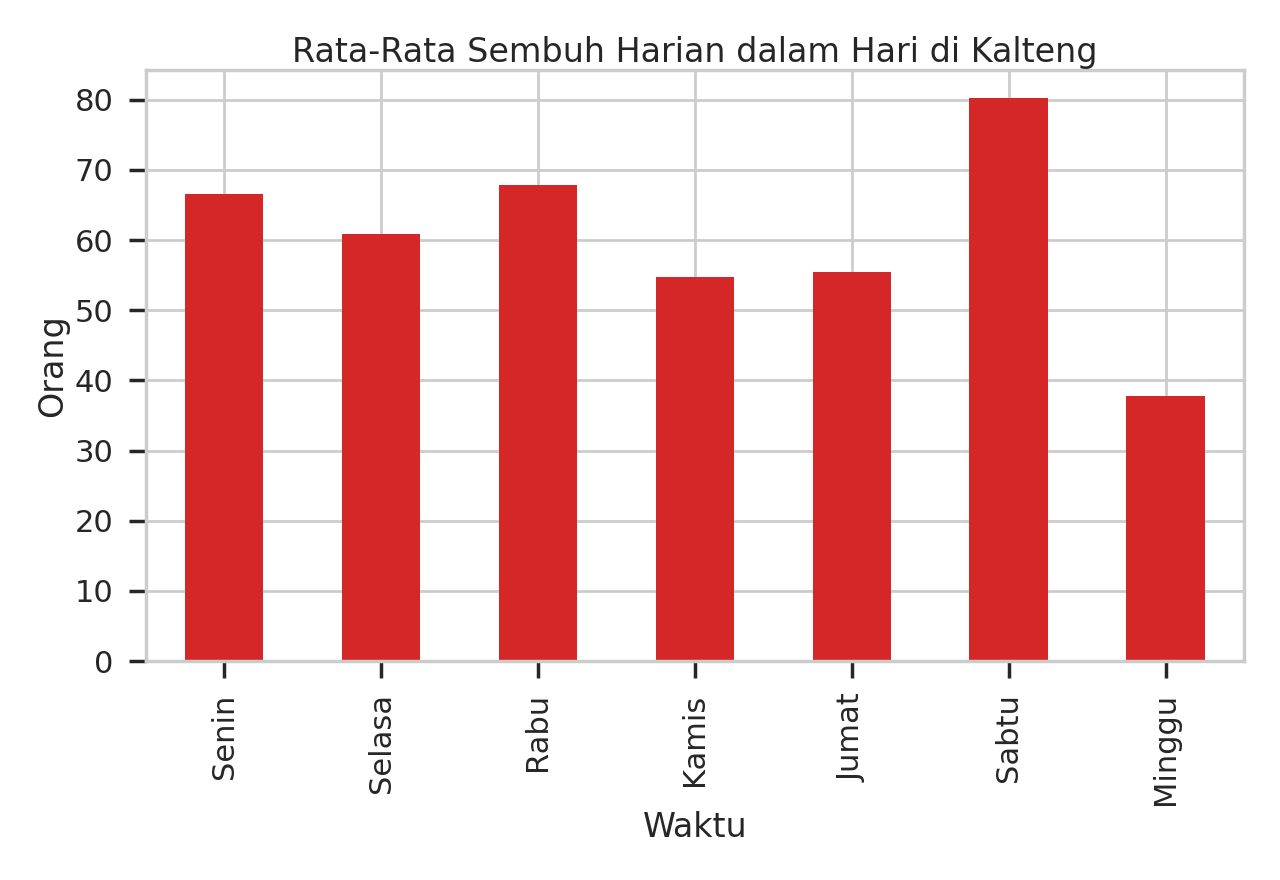 Rata-Rata Sembuh Harian dalam Hari di Kalteng
80
70
60
50
40
30
20
10
0
Orang
Senin
Selasa
Rabu
Kamis
Jumat
Sabtu
Minggu
Waktu